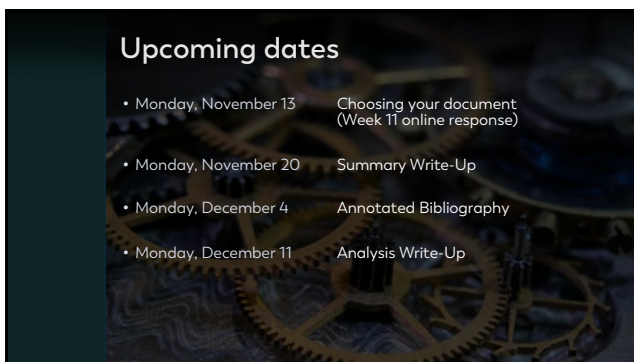 Upcoming dates
• Monday, November 13 Choosing your document
(Week 11 online response)
• Monday, November 20 Summary Write-Up
• Monday, December 4 Annotated Bibliography
• Monday, December 11 Analysis Write-Up